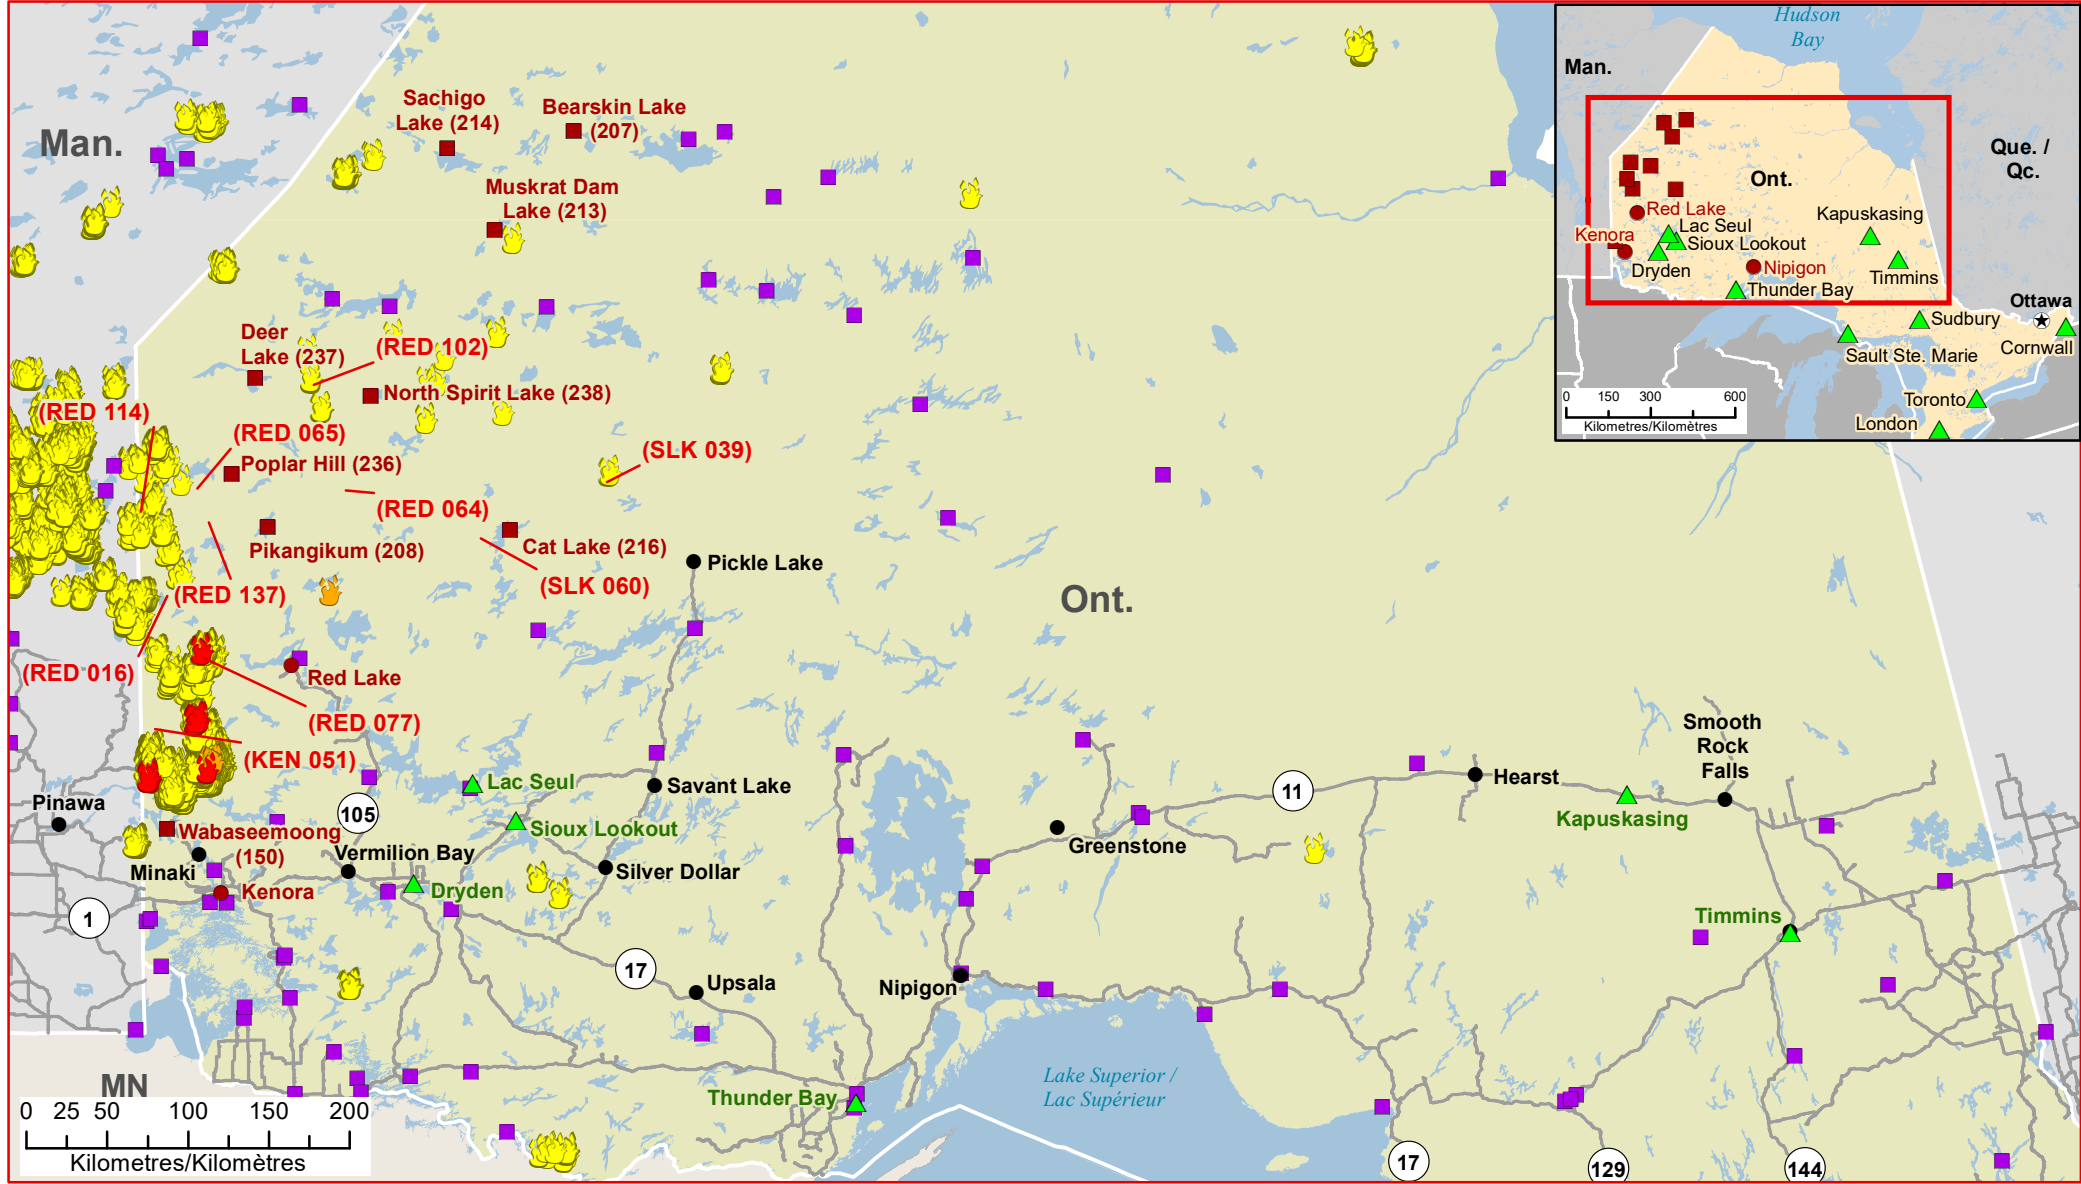 Man.
Sachigo
Lake (214)
Bearskin Lake
(207)
Muskrat Dam
Lake (213)
Deer
Lake (237)
(RED 102)
North Spirit Lake (238)
(RED 114)
(RED 065)
Poplar Hill (236)
(SLK 039)
(RED 064)
Pikangikum (208)
Cat Lake (216)
(SLK 060)
Pickle Lake
Ont.
(RED 137)
(RED 016)
Red Lake
(RED 077)
(KEN 051)
Pinawa
105
Lac Seul
Savant Lake
Sioux Lookout
Wabaseemoong
(150)
Minaki
Vermilion Bay
Silver Dollar
Kenora
Dryden
1
17
Upsala
Nipigon
Greenstone
11
Hearst
Smooth
Rock
Falls
Kapuskasing
Timmins
MN
Thunder Bay
Lake Superior /
Lac Supérieur
17
129
144
0 25 50 100 150 200
Kilometres/Kilomètres
Hudson
Bay
Man.
Que. /
Qc.
Ont.
Red Lake
Kapuskasing
Lac Seul
Kenora
Sioux Lookout
Dryden
Nipigon
Timmins
Thunder Bay
Ottawa
Sudbury
Cornwall
Sault Ste. Marie
Toronto
London
0 150 300 600
Kilometres/Kilomètres